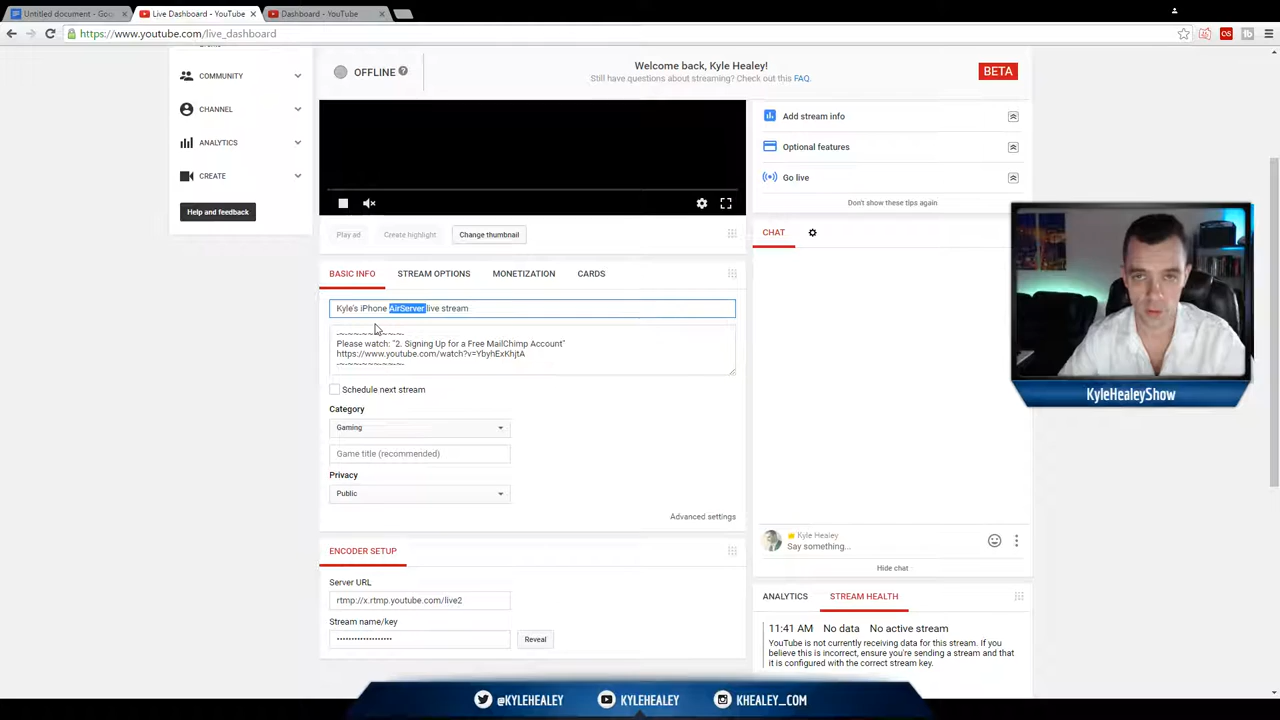 Untitled document - Goo
Live Dashboard - YouTube
Dashboard - YouTube
https://www.youtube.com/live_dashboard
COMMUNITY
CHANNEL
ANALYTICS
CREATE
Help and feedback
OFFLINE
Welcome back, Kyle Healey!
Still have questions about streaming? Check out this FAQ.
BETA
Add stream info
Optional features
Go live
Don't show these tips again
Play ad
Create highlight
Change thumbnail
CHAT
BASIC INFO
STREAM OPTIONS
MONETIZATION
CARDS
Kyle's iPhone AirServer live stream
-~-~~-~~~-~~-~-
Please watch: "2. Signing Up for a Free MailChimp Account"
https://www.youtube.com/watch?v=YbyhExKhjtA
-~-~~-~~~-~~-~-
Schedule next stream
Category
Gaming
Game title (recommended)
Privacy
Public
Advanced settings
KyleHealeyShow
Kyle Healey
Say something...
Hide chat
ENCODER SETUP
Server URL
rtmp://x.rtmp.youtube.com/live2
Stream name/key
Reveal
ANALYTICS
STREAM HEALTH
11:41 AM No data No active stream
YouTube is not currently receiving data for this stream. If you
believe this is incorrect, ensure you're sending a stream and that
it is configured with the correct stream key.
@KYLEHEALEY
KYLEHEALEY
KHEALEY_COM